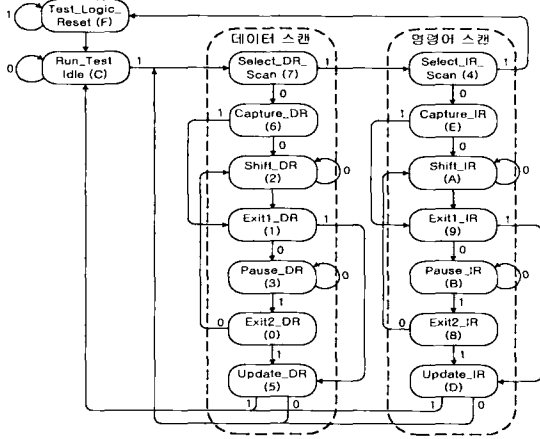 데이터 스캔
명령어 스캔
1
Test_Logic_
Reset (F)
0
Run_Test
Idle (C)
1
Select_DR_
Scan (7)
1
Select_IR_
Scan (4)
1
0
0
1
Capture_DR
(6)
1
Capture_IR
(E)
0
0
Shift_DR
(2)
0
Shift_IR
(A)
0
Exit1_DR
(1)
1
Exit1_IR
(9)
1
0
0
Pause_DR
(3)
0
Pause_IR
(B)
0
1
1
0
Exit2_DR
(0)
0
Exit2_IR
(8)
1
1
Update_DR
(5)
Update_IR
(D)
1
0
1
0